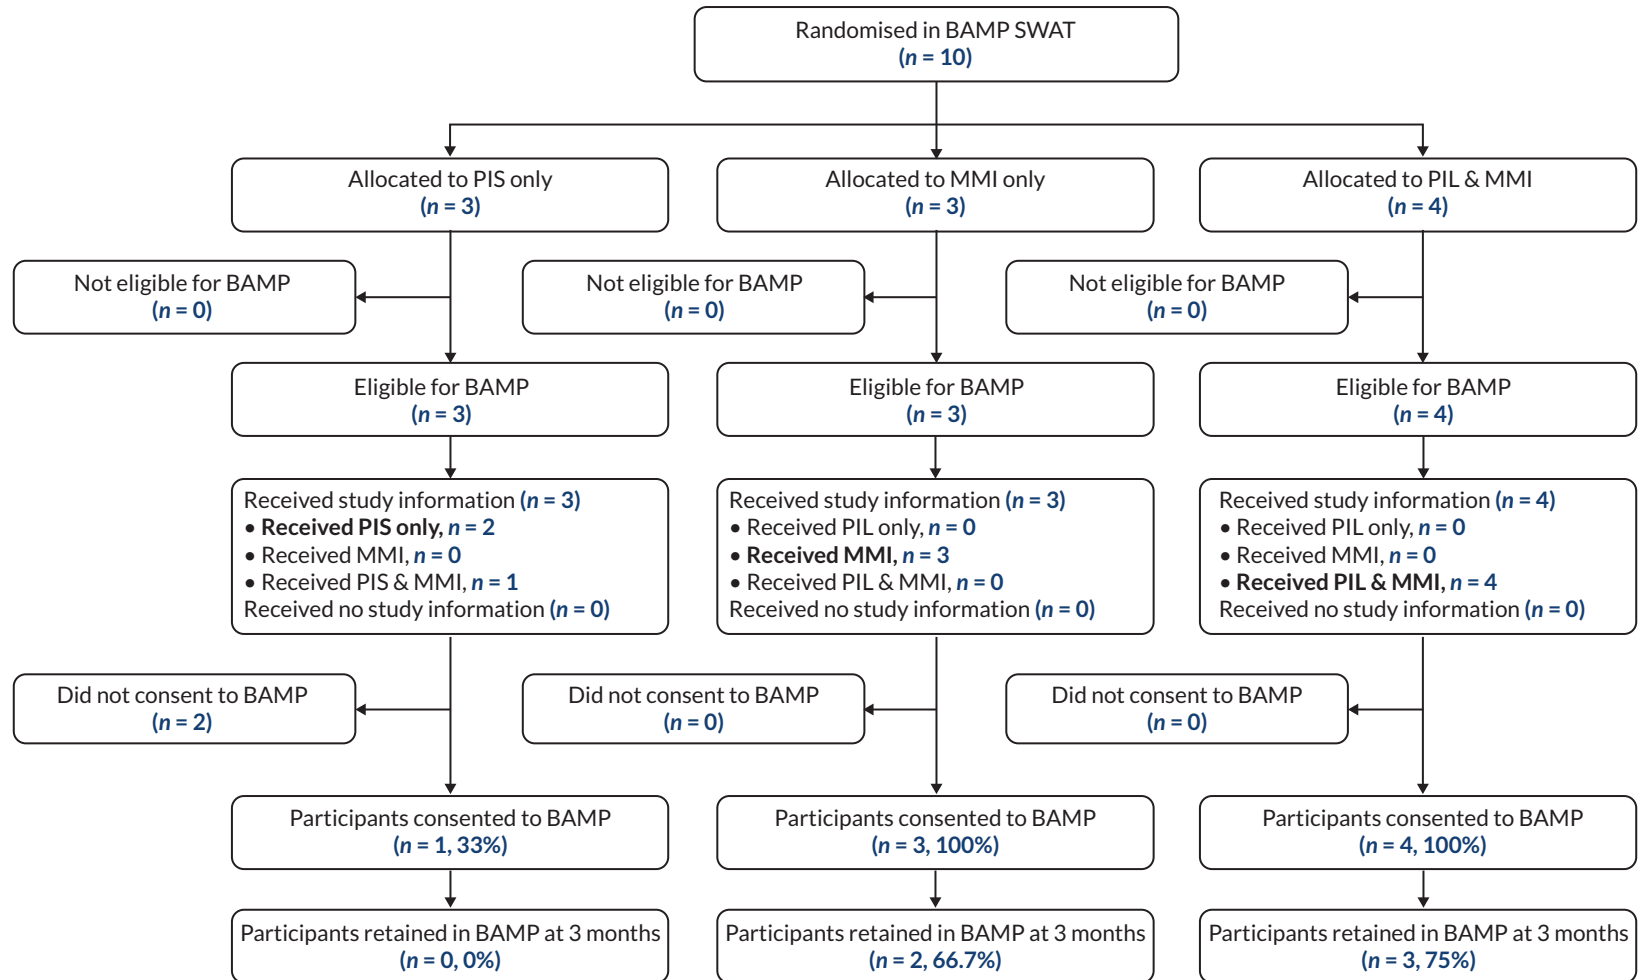 Randomised in BAMP SWAT
(n = 10)
Allocated to PIS only
(n = 3)
Allocated to MMI only
(n = 3)
Allocated to PIL & MMI
(n = 4)
Not eligible for BAMP
(n = 0)
Not eligible for BAMP
(n = 0)
Not eligible for BAMP
(n = 0)
Eligible for BAMP
(n = 3)
Eligible for BAMP
(n = 3)
Eligible for BAMP
(n = 4)
Received study information (n = 3)
• Received PIS only, n = 2
• Received MMI, n = 0
• Received PIS & MMI, n = 1
Received no study information (n = 0)
Received study information (n = 3)
• Received PIL only, n = 0
• Received MMI, n = 3
• Received PIL & MMI, n = 0
Received no study information (n = 0)
Received study information (n = 4)
• Received PIL only, n = 0
• Received MMI, n = 0
• Received PIL & MMI, n = 4
Received no study information (n = 0)
Did not consent to BAMP
(n = 2)
Did not consent to BAMP
(n = 0)
Did not consent to BAMP
(n = 0)
Participants consented to BAMP
(n = 1, 33%)
Participants consented to BAMP
(n = 3, 100%)
Participants consented to BAMP
(n = 4, 100%)
Participants retained in BAMP at 3 months
(n = 0, 0%)
Participants retained in BAMP at 3 months
(n = 2, 66.7%)
Participants retained in BAMP at 3 months
(n = 3, 75%)